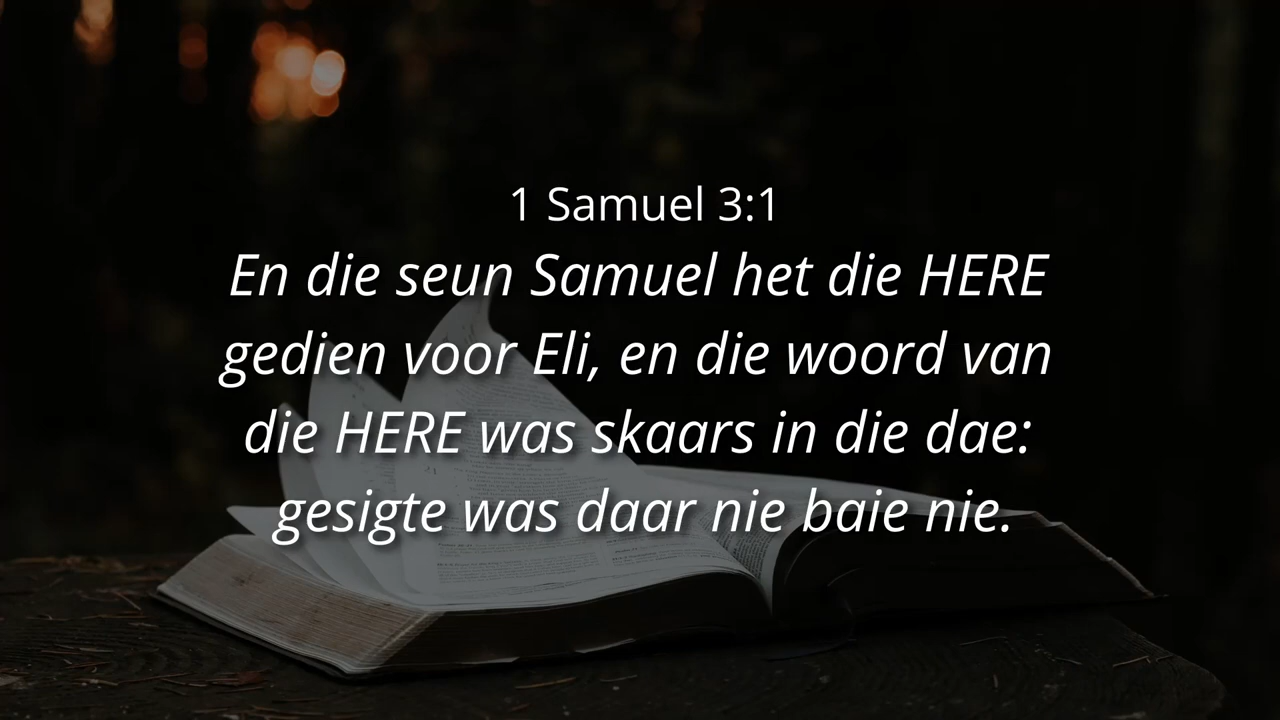 1 Samuel 3:1
En die seun Samuel het die HERE
gedien voor Eli, en die woord van
die HERE was skaars in die dae:
gesigte was daar nie baie nie.